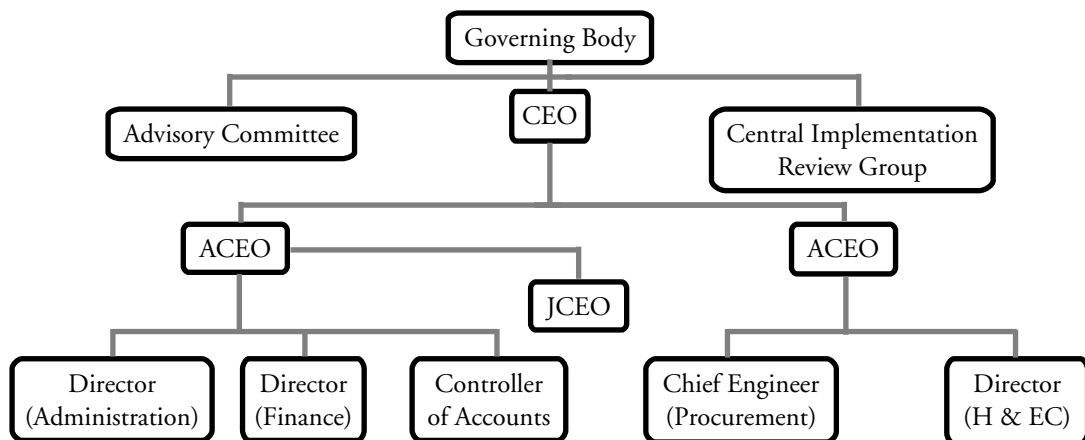 Governing Body
Advisory Committee
CEO
Central Implementation
Review Group
ACEO
ACEO
JCEO
Director
(Administration)
Director
(Finance)
Controller
of Accounts
Chief Engineer
(Procurement)
Director
(H & EC)